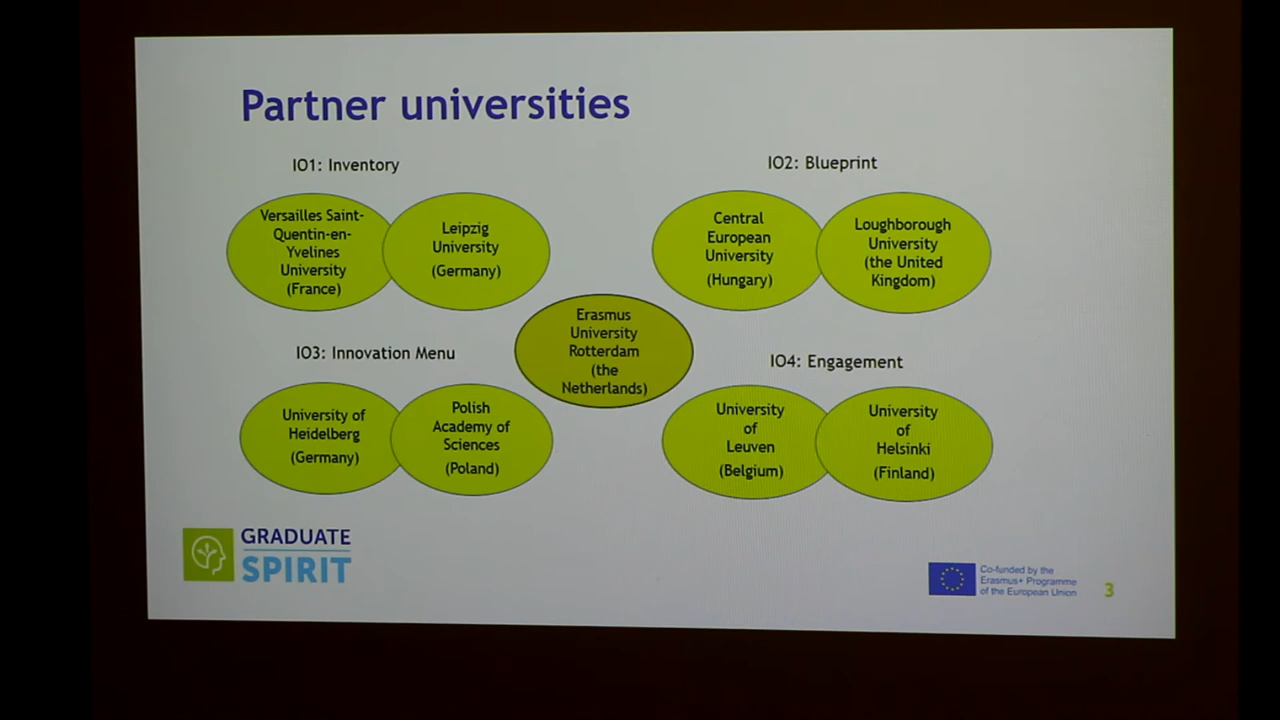 Partner universities
IO1: Inventory
Versailles Saint-
Quentin-en-
Yvelines
University
(France)
Leipzig
University
(Germany)
IO2: Blueprint
Central
European
University
(Hungary)
Loughborough
University
(the United
Kingdom)
Erasmus
University
Rotterdam
(the
Netherlands)
IO3: Innovation Menu
University of
Heidelberg
(Germany)
Polish
Academy of
Sciences
(Poland)
IO4: Engagement
University
of
Leuven
(Belgium)
University
of
Helsinki
(Finland)
GRADUATE
SPIRIT
Co-funded by the
Erasmus+ Programme
of the European Union
3